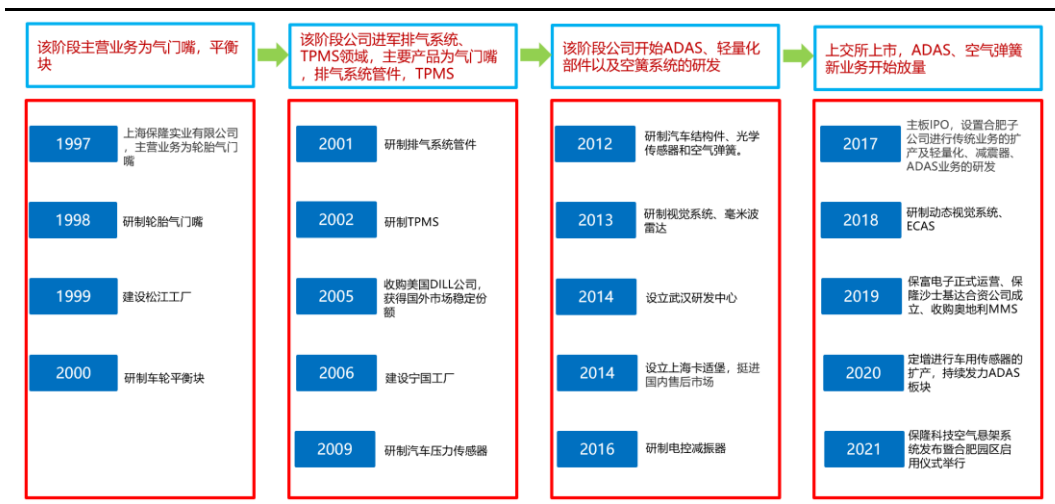 该阶段主营业务为气门嘴，平衡
块
1997
上海保隆实业有限公司
，主营业务为轮胎气门
嘴
1998
研制轮胎气门嘴
1999
建设松江工厂
2000
研制车轮平衡块
该阶段公司进军排气系统、
TPMS领域，主要产品为气门嘴
，排气系统管件，TPMS
2001
研制排气系统管件
2002
研制TPMS
2005
收购美国DILL公司，
获得国外市场稳定份
额
2006
建设宁国工厂
2009
研制汽车压力传感器
该阶段公司开始ADAS、轻量化
部件以及空簧系统的研发
2012
研制汽车结构件、光学
传感器和空气弹簧。
2013
研制视觉系统、毫米波
雷达
2014
设立武汉研发中心
2014
设立上海卡适堡，挺进
国内售后市场
2016
研制电控减振器
上交所上市，ADAS、空气弹簧
新业务开始放量
2017
主板IPO，设置合肥子
公司进行传统业务的扩
产及轻量化、减震器、
ADAS业务的研发
2018
研制动态视觉系统、
ECAS
2019
保富电子正式运营、保
隆沙士基达合资公司成
立、收购奥地利MMS
2020
定增进行车用传感器的
扩产，持续发力ADAS
板块
2021
保隆科技空气悬架系
统发布暨合肥园区启
用仪式举行